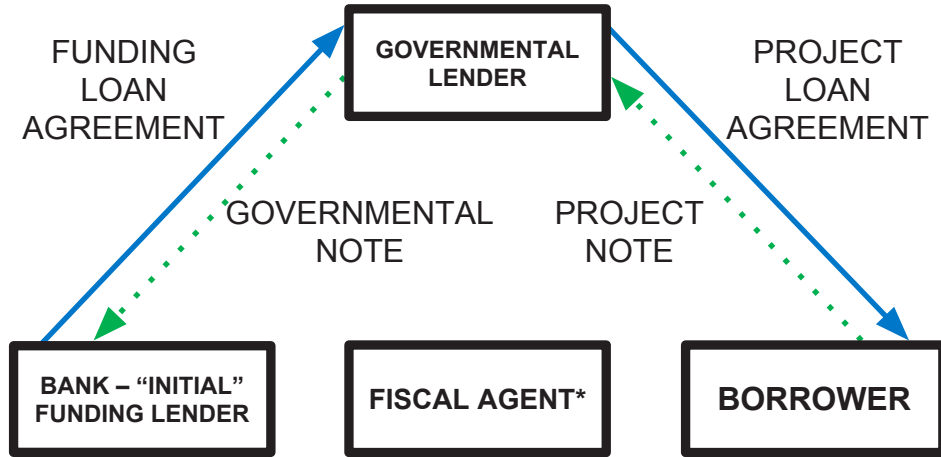 FUNDING
LOAN
AGREEMENT
GOVERNMENTAL
LENDER
PROJECT
LOAN
AGREEMENT
GOVERNMENTAL
NOTE
PROJECT
NOTE
BANK – “INITIAL”
FUNDING LENDER
FISCAL AGENT*
BORROWER